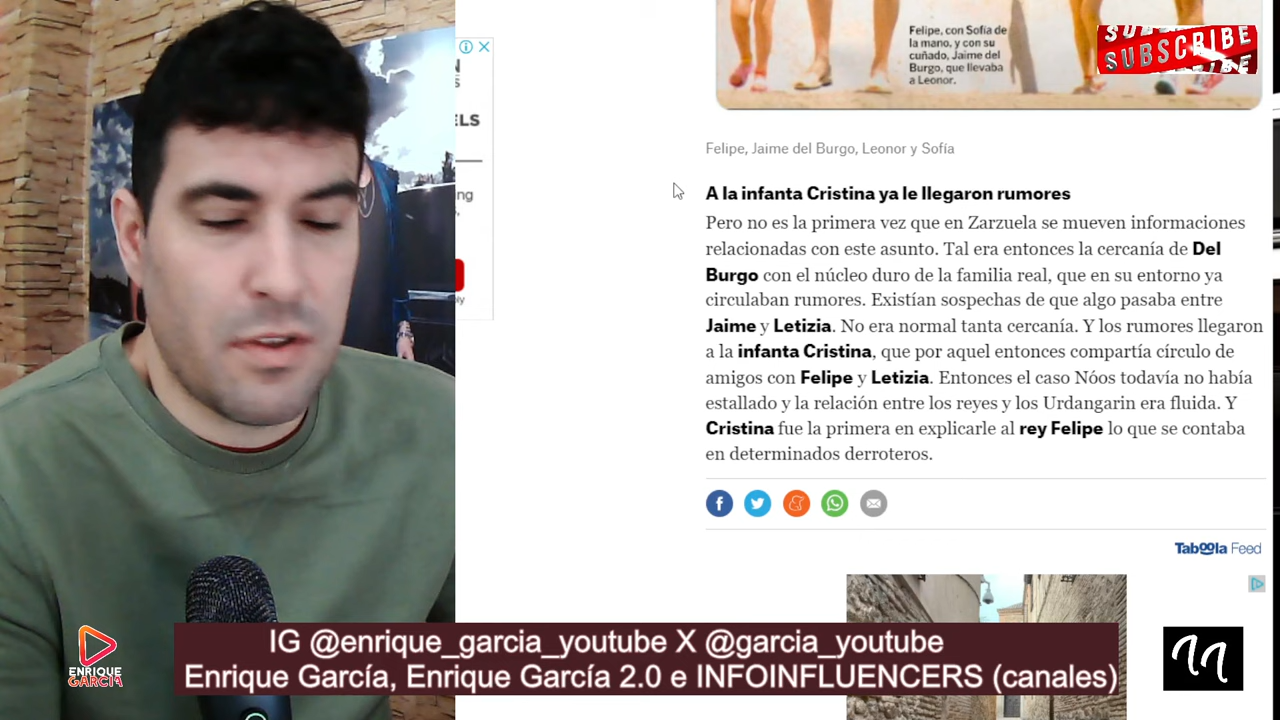 SUBSCRIBE
Felipe, con Sofía de
la mano, y con su
cuñado, Jaime del
Burgo, que llevaba
a Leonor.
ELS
Felipe, Jaime del Burgo, Leonor y Sofía
A la infanta Cristina ya le llegaron rumores
Pero no es la primera vez que en Zarzuela se mueven informaciones
relacionadas con este asunto. Tal era entonces la cercanía de Del
Burgo con el núcleo duro de la familia real, que en su entorno ya
circulaban rumores. Existían sospechas de que algo pasaba entre
Jaime y Letizia. No era normal tanta cercanía. Y los rumores llegaron
a la infanta Cristina, que por aquel entonces compartía círculo de
amigos con Felipe y Letizia. Entonces el caso Nóos todavía no había
estallado y la relación entre los reyes y los Urdangarin era fluida. Y
Cristina fue la primera en explicarle al rey Felipe lo que se contaba
en determinados derroteros.
Taboola Feed
IG @enrique_garcia_youtube X @garcia_youtube
Enrique García, Enrique García 2.0 e INFOINFLUENCERS (canales)
ENRIQUE
GARCÍA